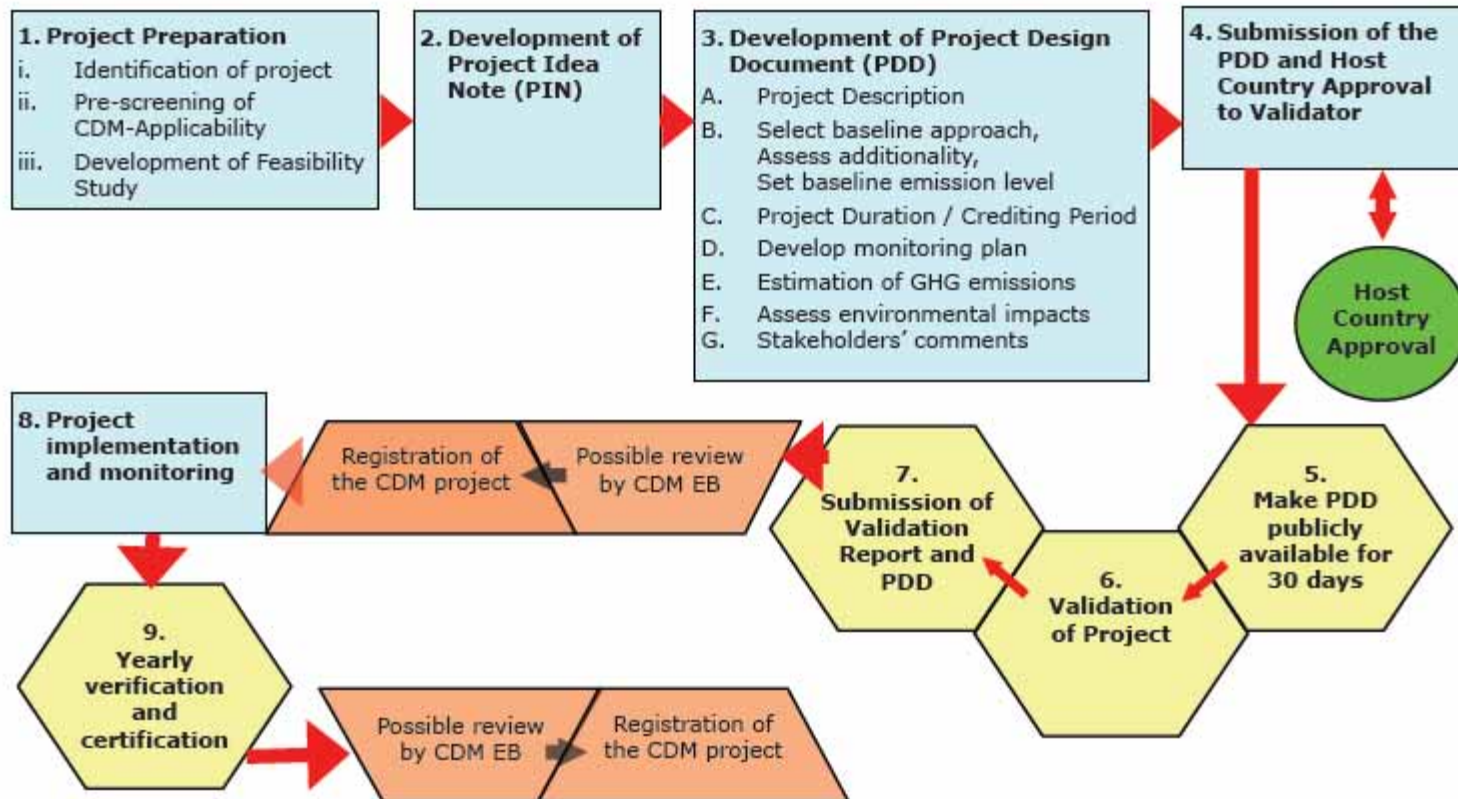 1. Project Preparation
i. Identification of project
ii. Pre-screening of
CDM-Applicability
iii. Development of Feasibility
Study
2. Development of
Project Idea
Note (PIN)
3. Development of Project Design
Document (PDD)
A. Project Description
B. Select baseline approach,
Assess additionality,
Set baseline emission level
C. Project Duration / Crediting Period
D. Develop monitoring plan
E. Estimation of GHG emissions
F. Assess environmental impacts
G. Stakeholders’ comments
4. Submission of the
PDD and Host
Country Approval
to Validator
Host
Country
Approval
5.
Make PDD
publicly
available for
30 days
6.
Validation
of Project
7.
Submission of
Validation
Report and
PDD
Possible review
by CDM EB
Registration of
the CDM project
8. Project
implementation
and monitoring
9.
Yearly
verification
and
certification
Possible review
by CDM EB
Registration of
the CDM project